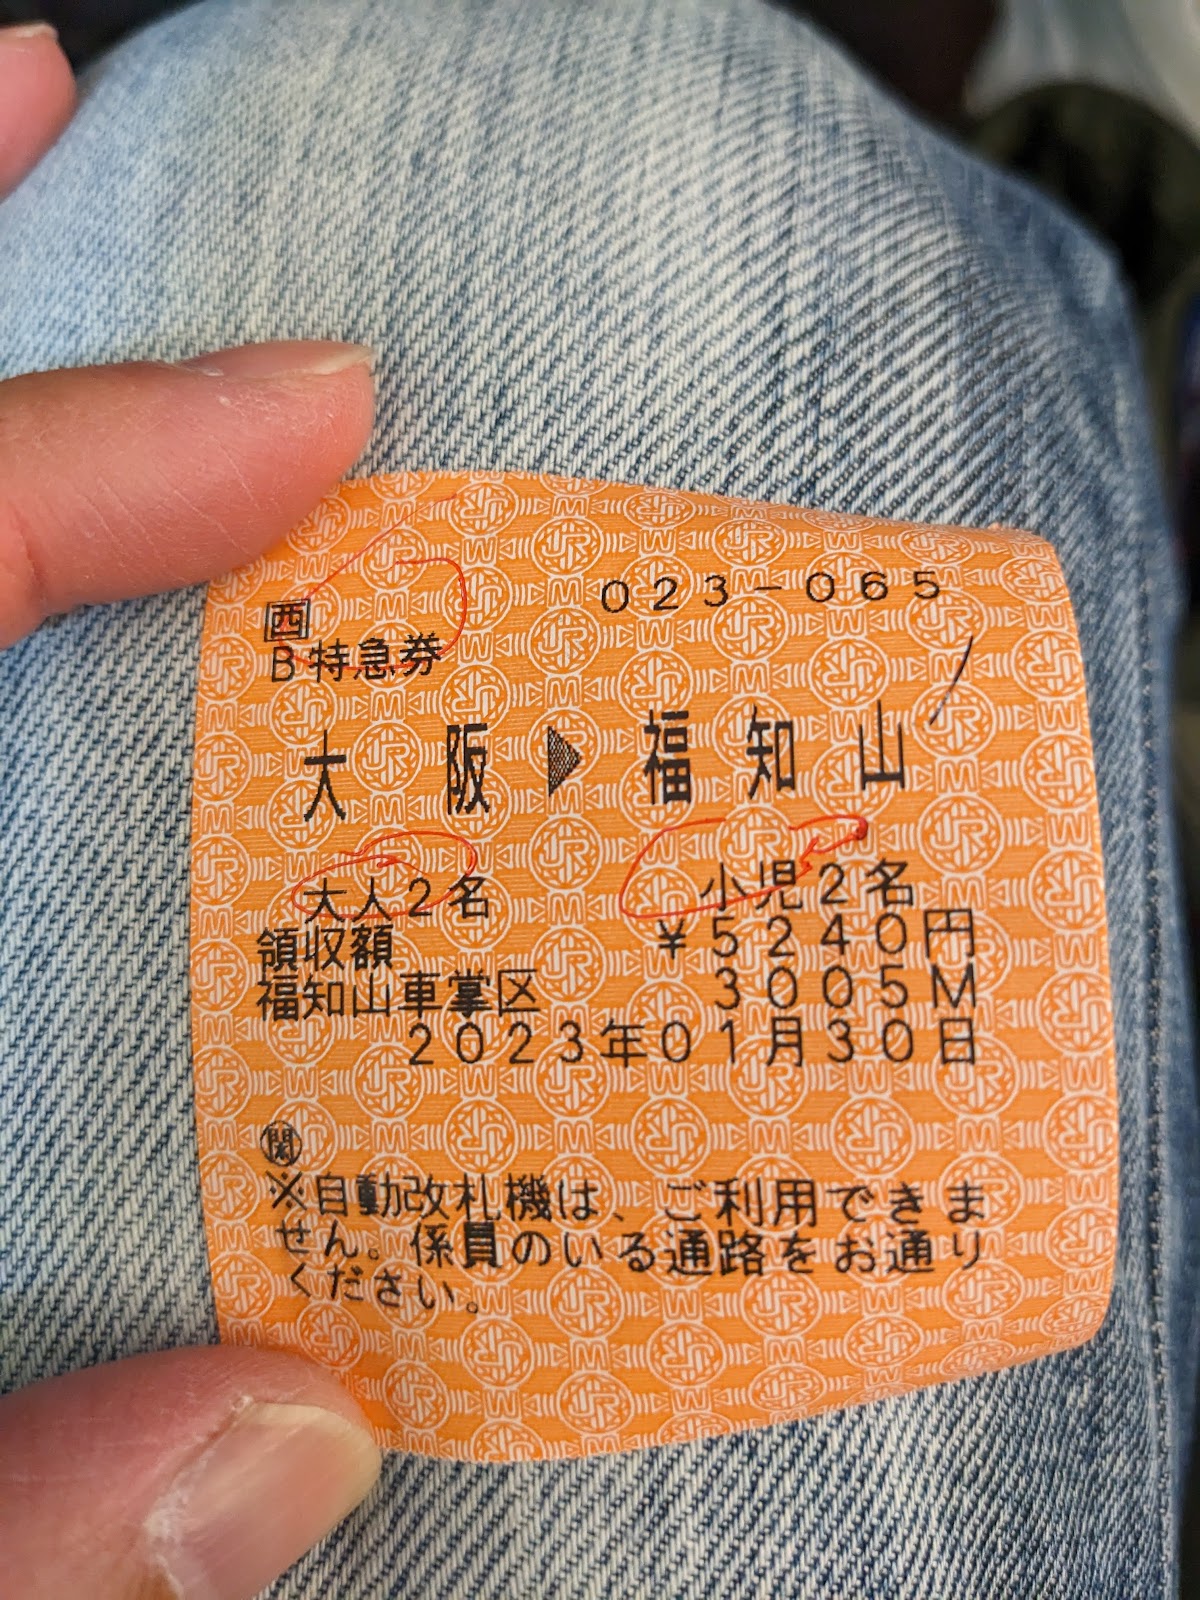 023-065
西
B特急券
大阪▶福知山
大人2名 小児2名
領収額 ¥5240円
福知山車掌区 3005M
2023年01月30日
関
※自動改札機は、ご利用できま
せん。係員のいる通路をお通り
ください。